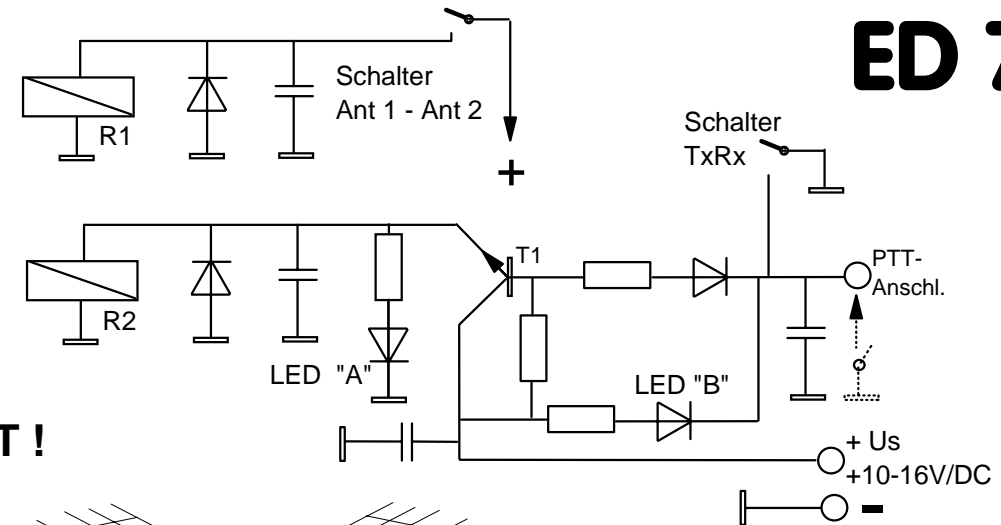 ED 7
Schalter
Ant 1 - Ant 2
R1
+
Schalter
TxRx
T1
PTT-
Anschl.
R2
LED "A"
LED "B"
T !
+ Us
+10-16V/DC
-